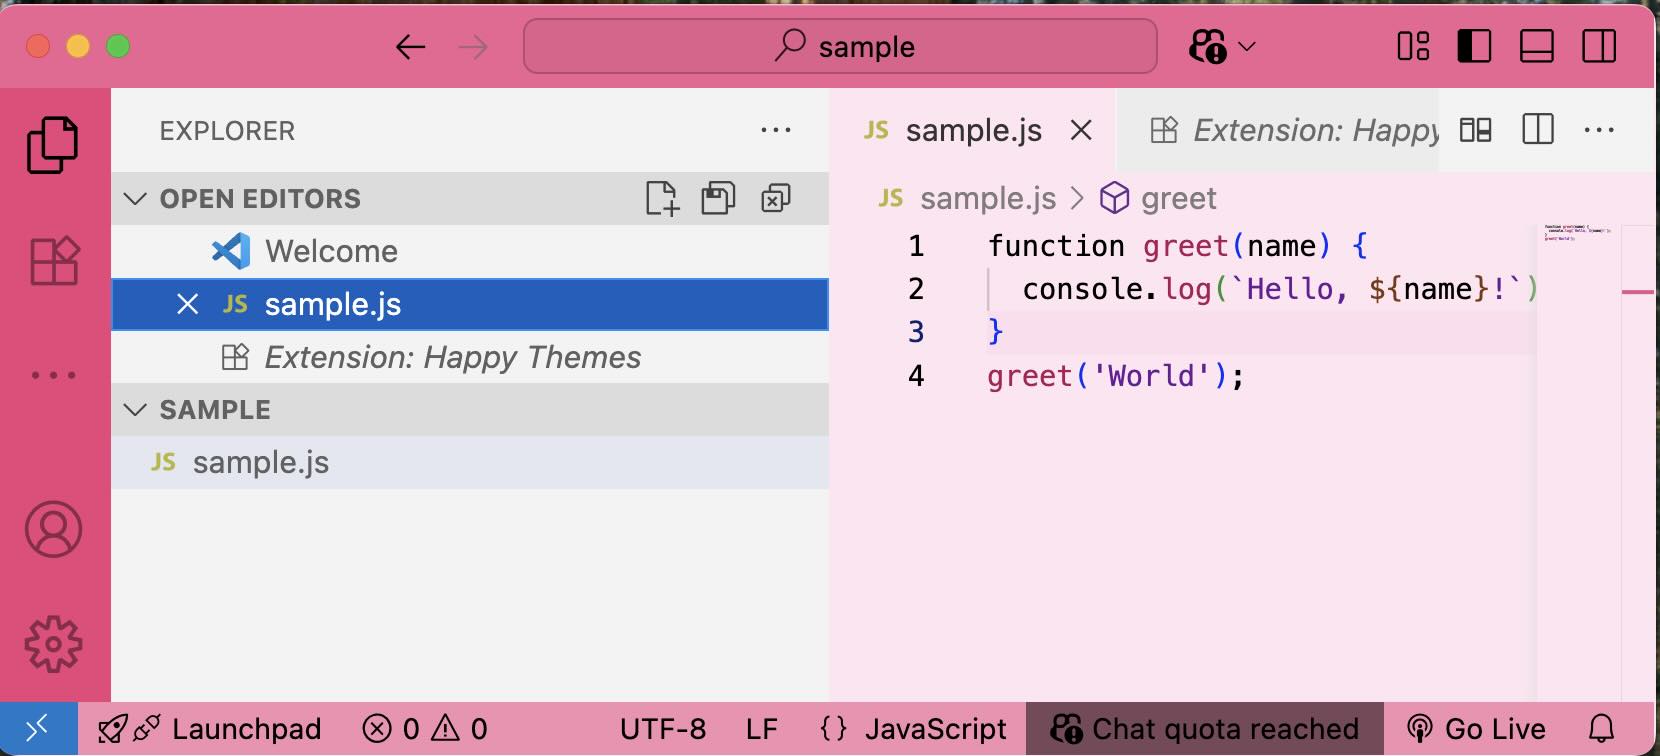 sample
EXPLORER
OPEN EDITORS
Welcome
JS sample.js
Extension: Happy Themes
SAMPLE
JS sample.js
JS sample.js
Extension: Happy
JS sample.js > greet
1 function greet(name) {
2 console.log(`Hello, ${name}!`)
3 }
4 greet('World');
Launchpad 0 0 UTF-8 LF {} JavaScript Chat quota reached Go Live